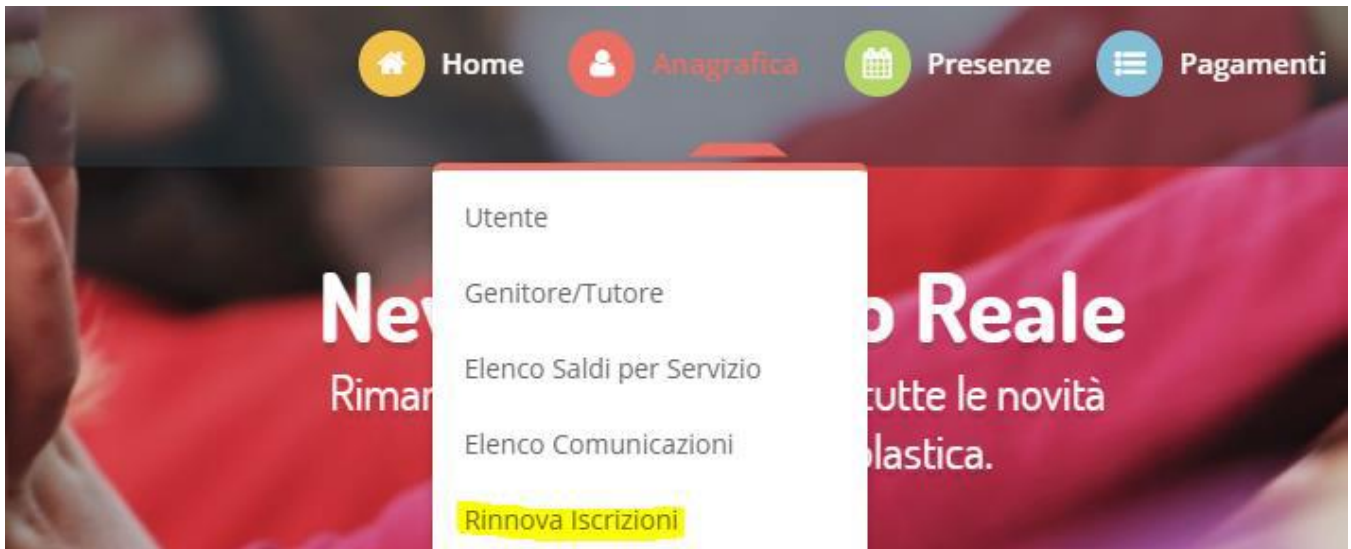 Home Anagrafica Presenze Pagamenti
Utente
Genitore/Tutore
Elenco Saldi per Servizio
Elenco Comunicazioni
Rinnova Iscrizioni
Reale
tutte le novità